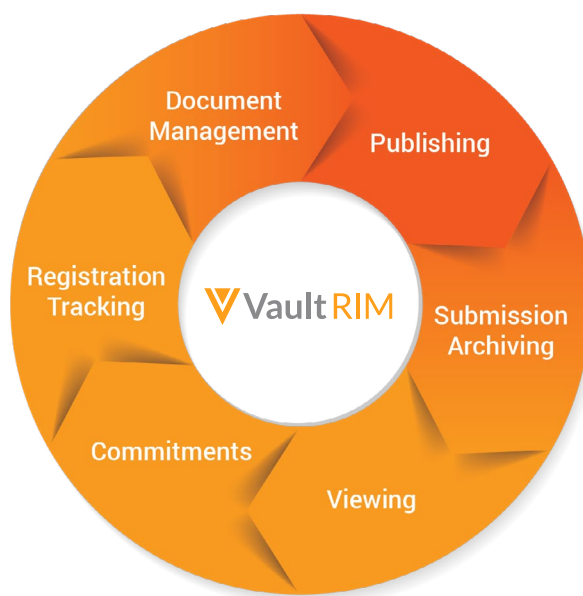 Document
Management
Publishing
Registration
Tracking
Vault RIM
Submission
Archiving
Commitments
Viewing